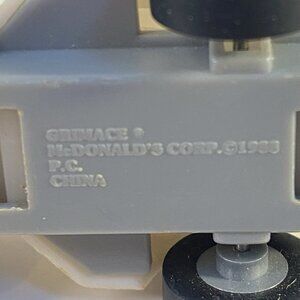 GRIMACE ®
McDONALD'S CORP.©1988
P.C.
CHINA